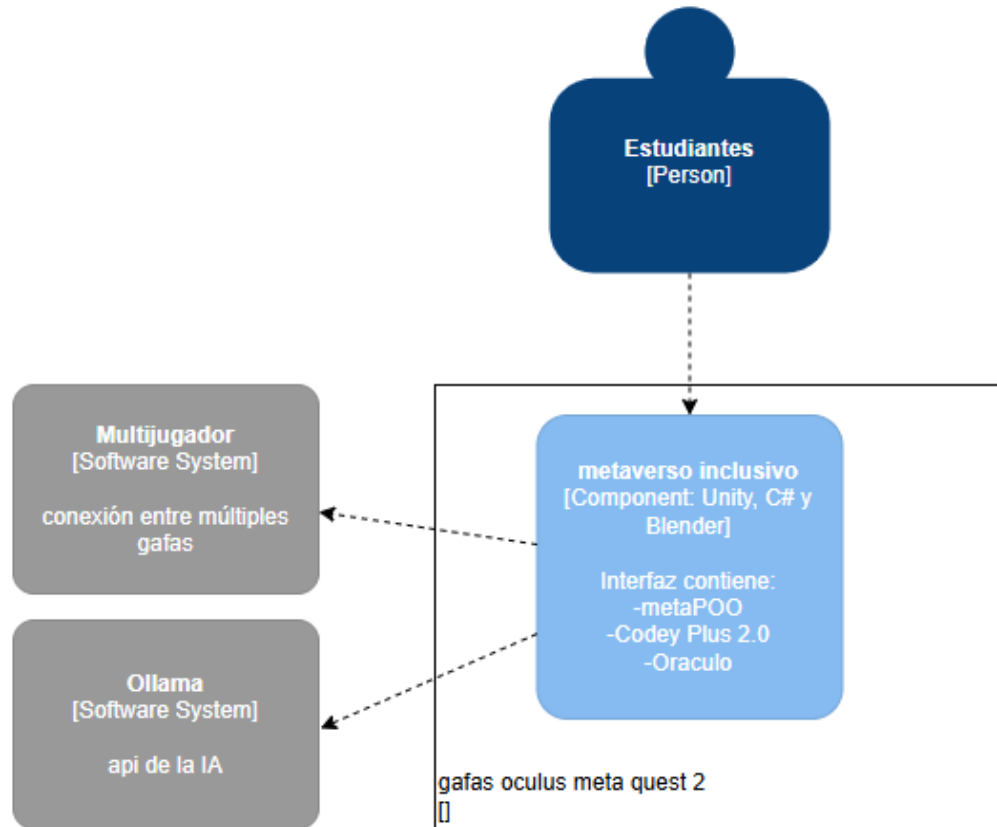 Estudiantes
[Person]
Multijugador
[Software System]
conexión entre múltiples
gafas
metaverso inclusivo
[Component: Unity, C# y
Blender]
Interfaz contiene:
-metaPOO
-Codey Plus 2.0
-Oraculo
Ollama
[Software System]
api de la IA
gafas oculus meta quest 2
[]